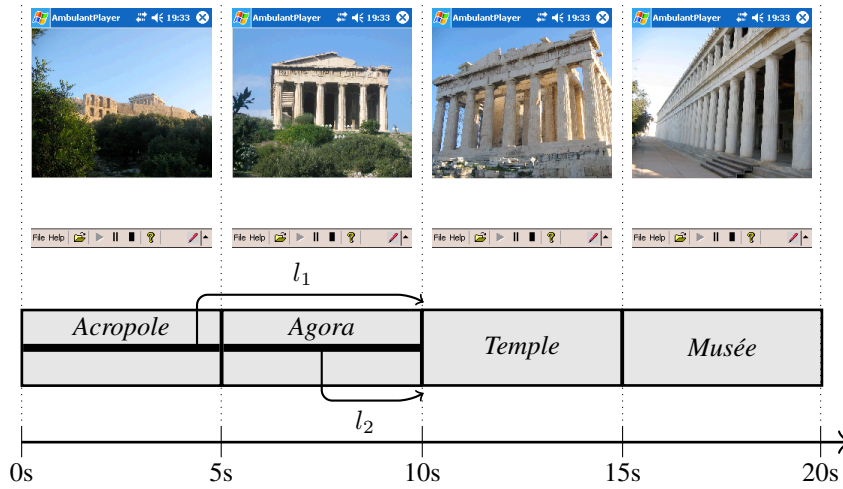 AmbulantPlayer 19:33 AmbulantPlayer 19:33 AmbulantPlayer 19:33 AmbulantPlayer 19:33
File Help File Help File Help File Help
l1
Acropole Agora Temple Musée
l2
0s 5s 10s 15s 20s